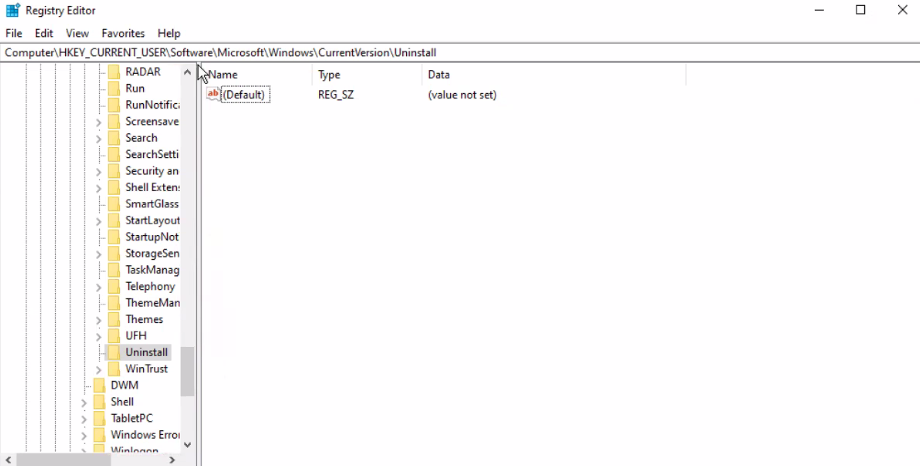 Registry Editor
File Edit View Favorites Help
Computer\HKEY_CURRENT_USER\Software\Microsoft\Windows\CurrentVersion\Uninstall
Name Type Data
(Default) REG_SZ (value not set)
RADAR
Run
RunNotifica
Screensave
Search
SearchSetti
Security an
Shell Extens
SmartGlass
StartLayout
StartupNot
StorageSen
TaskManag
Telephony
ThemeMan
Themes
UFH
Uninstall
WinTrust
DWM
Shell
TabletPC
Windows Error
Winlogon